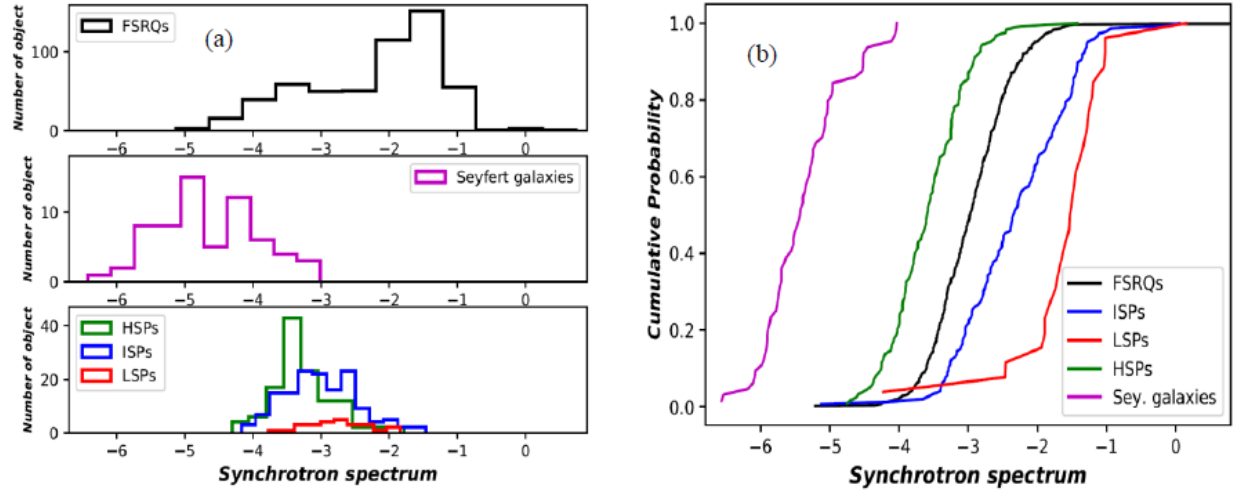 Number of object
100
0
FSRQs
(a)
−6 −5 −4 −3 −2 −1 0
Number of object
10
0
Seyfert galaxies
−6 −5 −4 −3 −2 −1 0
Number of object
40
20
0
HSPs
ISPs
LSPs
−6 −5 −4 −3 −2 −1 0
Synchrotron spectrum
Cumulative Probability
1.0
0.8
0.6
0.4
0.2
0.0
(b)
FSRQs
ISPs
LSPs
HSPs
Sey. galaxies
−6 −5 −4 −3 −2 −1 0
Synchrotron spectrum